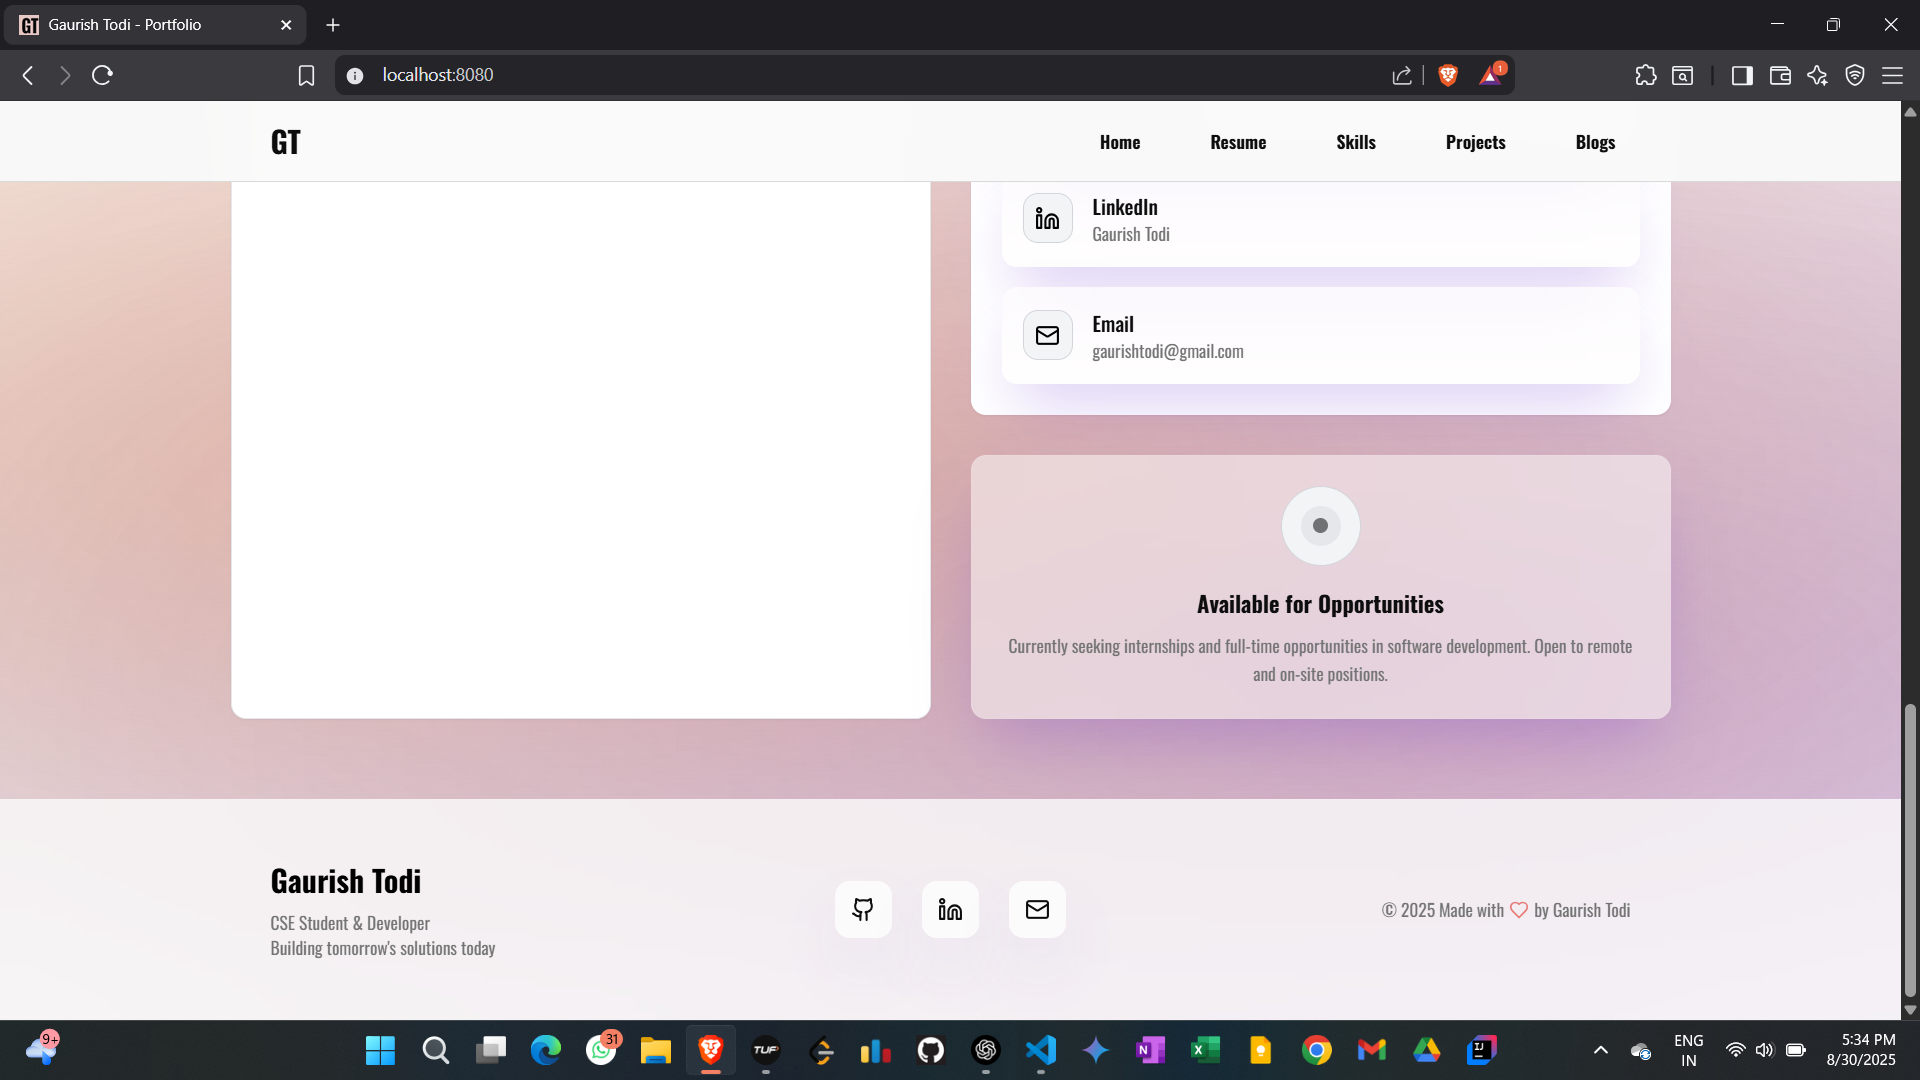 GT
Gaurish Todi - Portfolio
localhost:8080
1
GT
Home
Resume
Skills
Projects
Blogs
LinkedIn
Gaurish Todi
Email
gaurishtodi@gmail.com
Available for Opportunities
Currently seeking internships and full-time opportunities in software development. Open to remote
and on-site positions.
Gaurish Todi
CSE Student & Developer
Building tomorrow's solutions today
© 2025 Made with
by Gaurish Todi
9+
31
TUF
N
X
IJ
ENG
IN
5:34 PM
8/30/2025